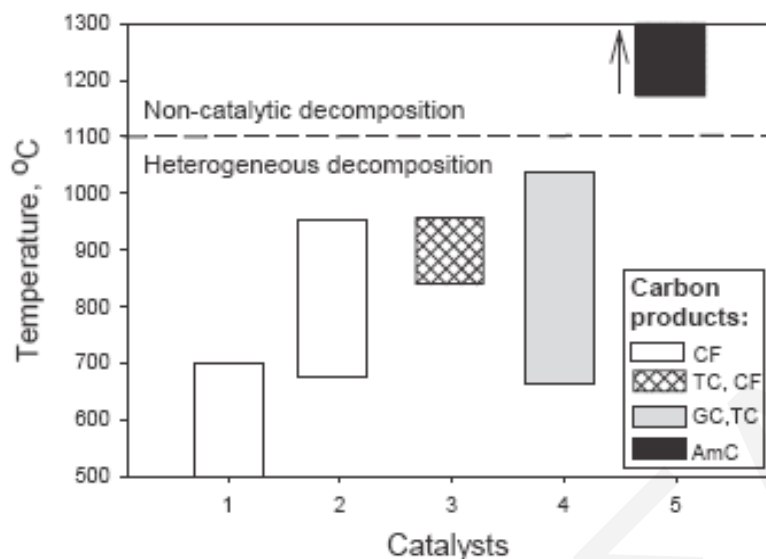 1300
1200
1100
1000
900
800
700
600
500
Temperature, °C
Non-catalytic decomposition
Heterogeneous decomposition
Carbon
products:
CF
TC, CF
GC,TC
AmC
1 2 3 4 5
Catalysts